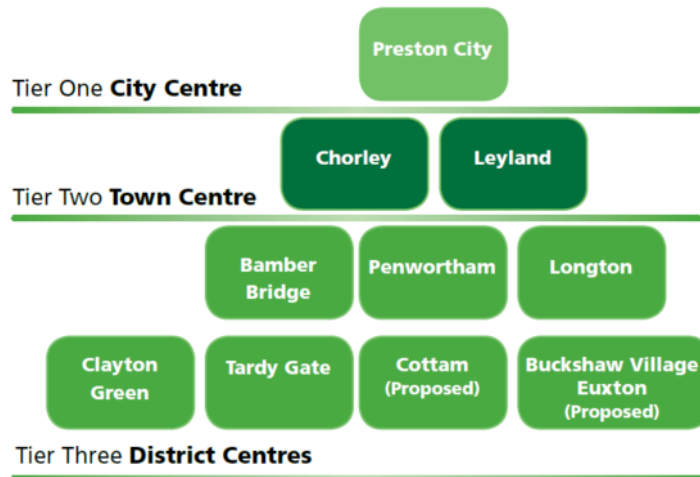 Preston City
Tier One City Centre
Chorley
Leyland
Tier Two Town Centre
Bamber
Bridge
Penwortham
Longton
Clayton
Green
Tardy Gate
Cottam
(Proposed)
Buckshaw Village
Euxton
(Proposed)
Tier Three District Centres